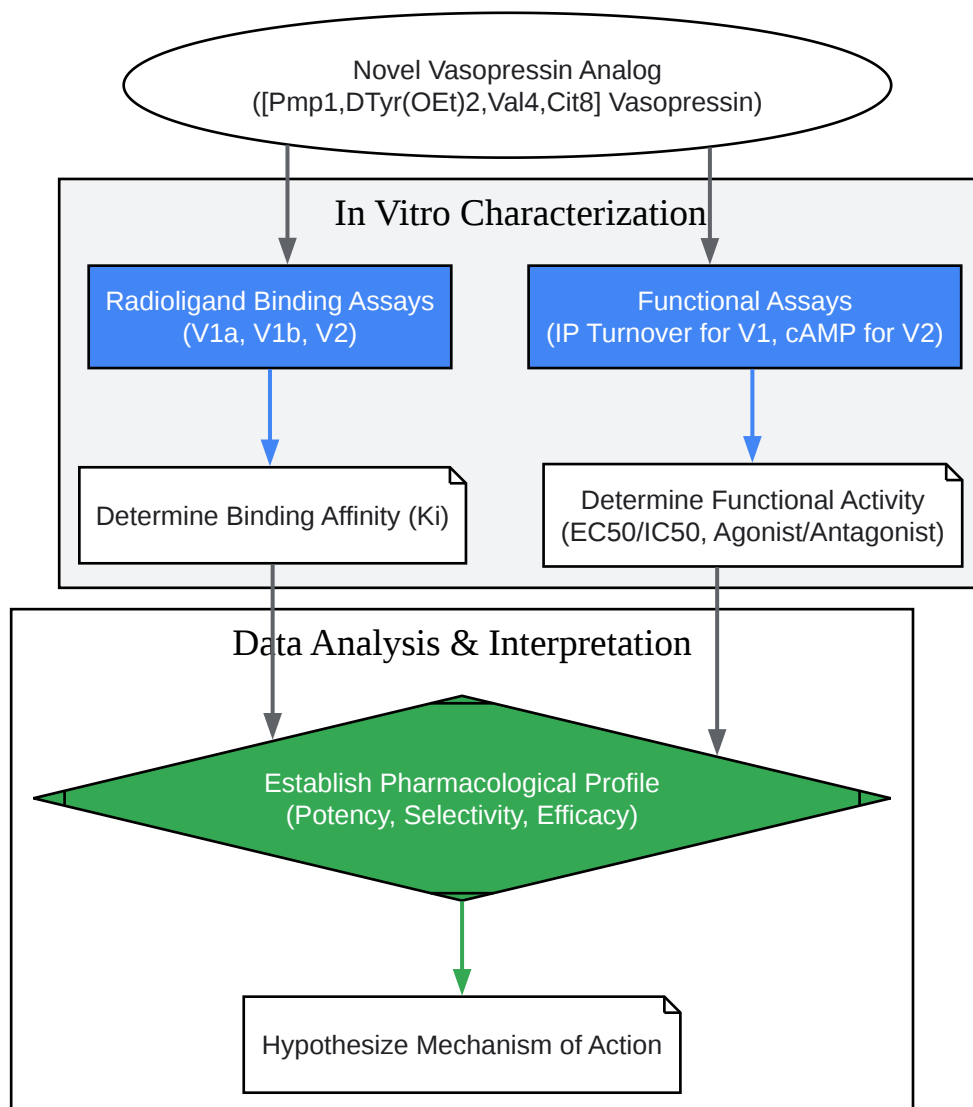 Novel Vasopressin Analog
([Pmp1,DTyr(OEt)2,Val4,Cit8] Vasopressin)
In Vitro Characterization
Radioligand Binding Assays
(V1a, V1b, V2)
Functional Assays
(IP Turnover for V1, cAMP for V2)
Determine Binding Affinity (Ki)
Determine Functional Activity
(EC50/IC50, Agonist/Antagonist)
Data Analysis & Interpretation
Establish Pharmacological Profile
(Potency, Selectivity, Efficacy)
Hypothesize Mechanism of Action